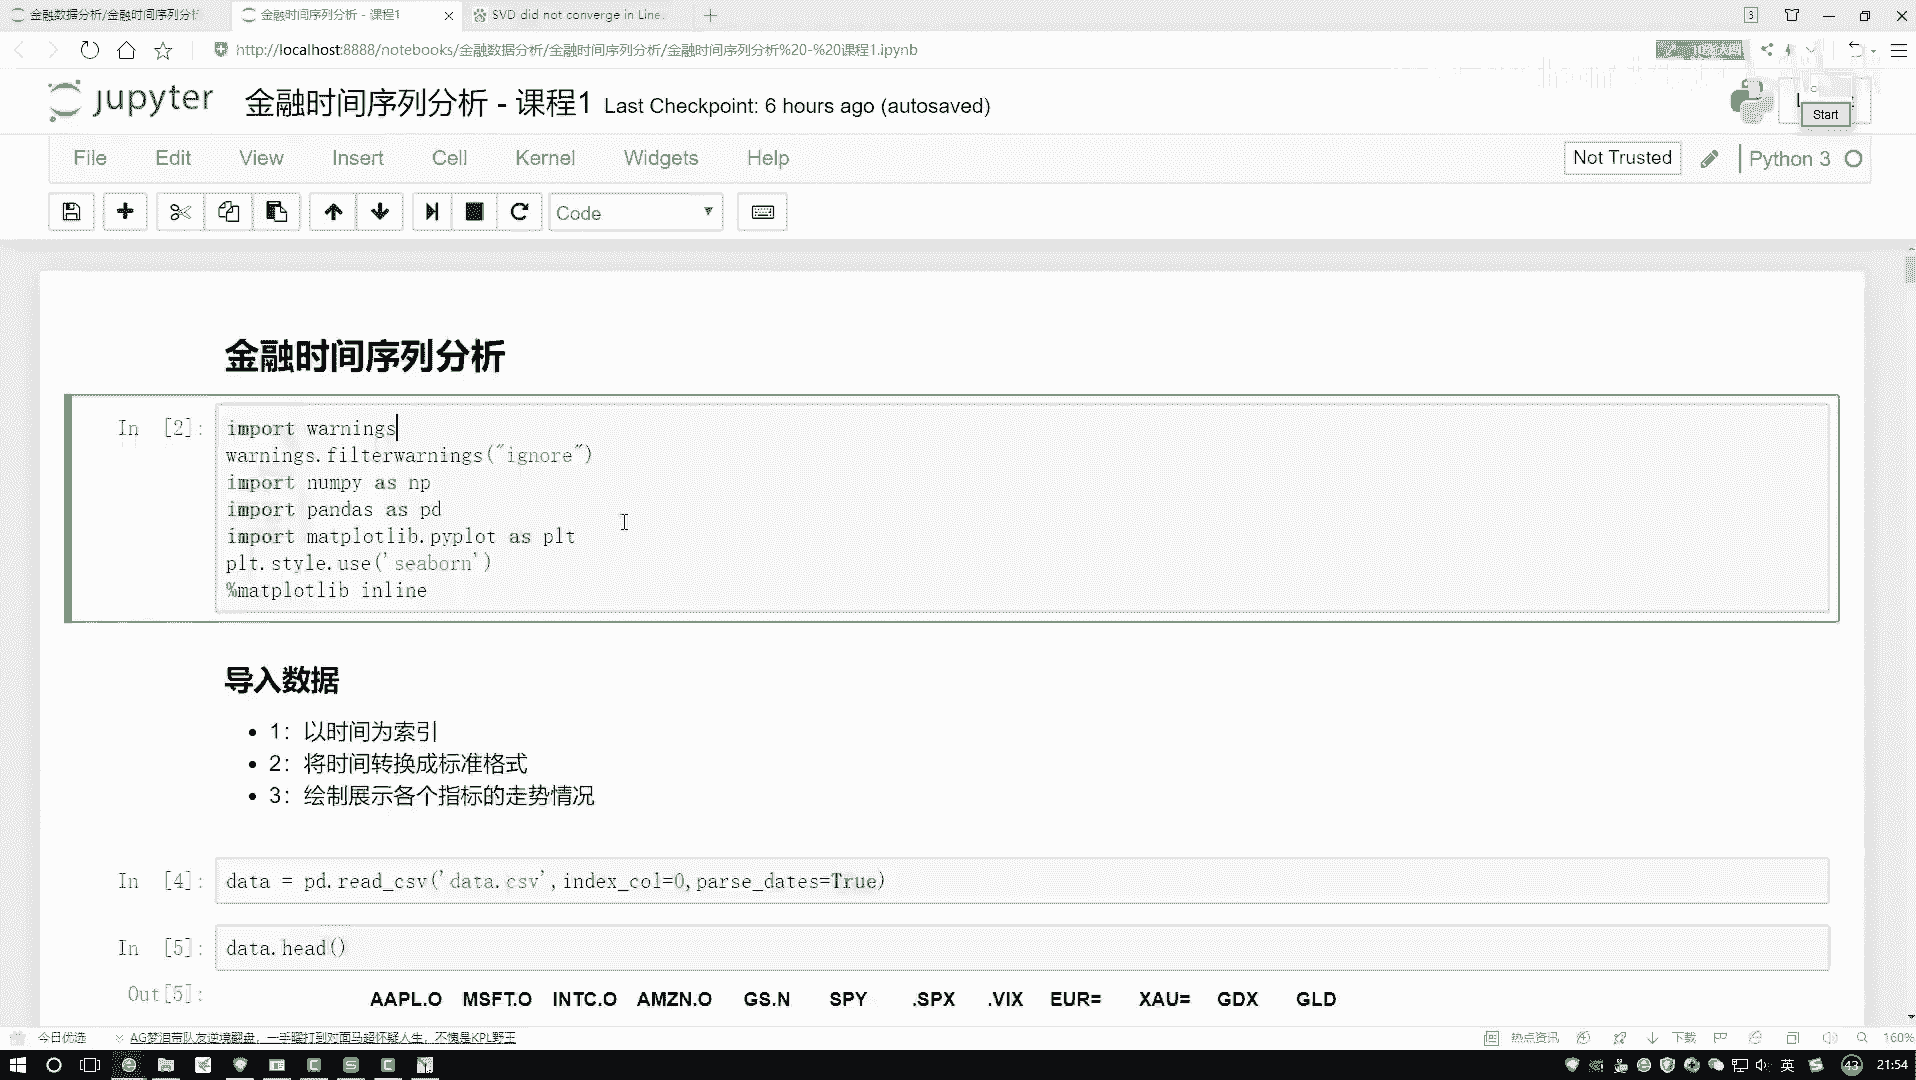 金融数据分析/金融时间序列分析
金融时间序列分析 - 课程1
SVD did not converge in Line
3
http://localhost:8888/notebooks/金融数据分析/金融时间序列分析/金融时间序列分析%20-%20课程1.ipynb
jupyter 金融时间序列分析 - 课程1 Last Checkpoint: 6 hours ago (autosaved)
Start
File Edit View Insert Cell Kernel Widgets Help
Not Trusted
Python 3
Code
金融时间序列分析
In [2]: import warnings
warnings.filterwarnings("ignore")
import numpy as np
import pandas as pd
import matplotlib.pyplot as plt
plt.style.use('seaborn')
%matplotlib inline
导入数据
1：以时间为索引
2：将时间转换成标准格式
3：绘制展示各个指标的走势情况
In [4]: data = pd.read_csv('data.csv',index_col=0,parse_dates=True)
In [5]: data.head()
Out[5]: AAPL.O MSFT.O INTC.O AMZN.O GS.N SPY .SPX .VIX EUR= XAU= GDX GLD
今日优选
AG梦泪带队友逆境翻盘，一手曜打到对面马超怀疑人生，不愧是KPL野王
热点资讯
下载
160%
英
43
21:54